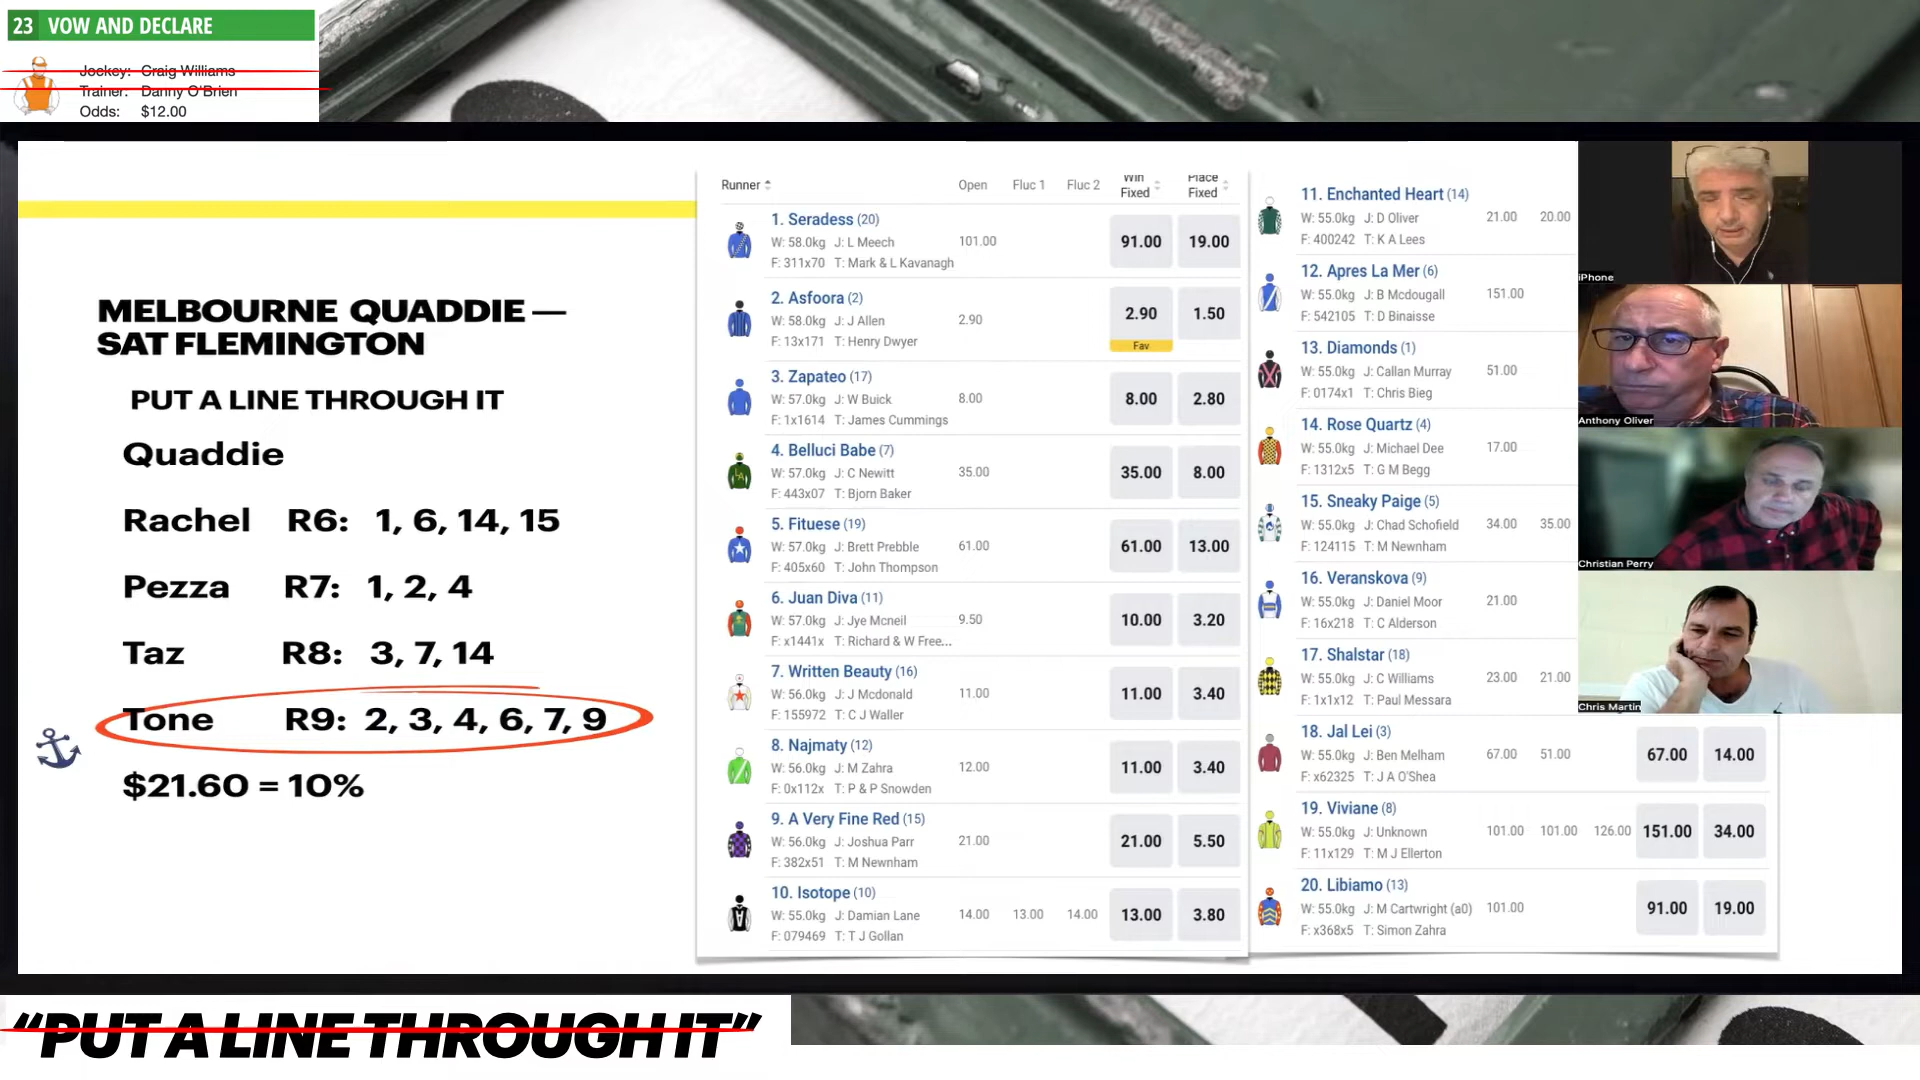 23 VOW AND DECLARE
Jockey: Craig Williams
Trainer: Danny O'Brien
Odds: $12.00
MELBOURNE QUADDIE —
SAT FLEMINGTON
PUT A LINE THROUGH IT
Quaddie
Rachel R6: 1, 6, 14, 15
Pezza R7: 1, 2, 4
Taz R8: 3, 7, 14
Tone R9: 2, 3, 4, 6, 7, 9
$21.60 = 10%
Runner Open Fluc 1 Fluc 2 Win Fixed Place Fixed
1. Seradess (20)
W: 58.0kg J: L Meech 101.00 91.00 19.00
F: 311x70 T: Mark & L Kavanagh
2. Asfoora (2)
W: 58.0kg J: J Allen 2.90 2.90 1.50
F: 13x171 T: Henry Dwyer Fav
3. Zapateo (17)
W: 57.0kg J: W Buick 8.00 8.00 2.80
F: 1x1614 T: James Cummings
4. Belluci Babe (7)
W: 57.0kg J: C Newitt 35.00 35.00 8.00
F: 443x07 T: Bjorn Baker
5. Fituese (19)
W: 57.0kg J: Brett Prebble 61.00 61.00 13.00
F: 405x60 T: John Thompson
6. Juan Diva (11)
W: 57.0kg J: Jye Mcneil 9.50 10.00 3.20
F: x1441x T: Richard & W Free...
7. Written Beauty (16)
W: 56.0kg J: J Mcdonald 11.00 11.00 3.40
F: 155972 T: C J Waller
8. Najmaty (12)
W: 56.0kg J: M Zahra 12.00 11.00 3.40
F: 0x112x T: P & P Snowden
9. A Very Fine Red (15)
W: 56.0kg J: Joshua Parr 21.00 21.00 5.50
F: 382x51 T: M Newnham
10. Isotope (10)
W: 55.0kg J: Damian Lane 14.00 13.00 14.00 13.00 3.80
F: 079469 T: T J Gollan
11. Enchanted Heart (14)
W: 55.0kg J: D Oliver 21.00 20.00
F: 400242 T: K A Lees
12. Apres La Mer (6)
W: 55.0kg J: B Mcdougall 151.00
F: 542105 T: D Binaisse
13. Diamonds (1)
W: 55.0kg J: Callan Murray 51.00
F: 0174x1 T: Chris Bieg
14. Rose Quartz (4)
W: 55.0kg J: Michael Dee 17.00
F: 1312x5 T: G M Begg
15. Sneaky Paige (5)
W: 55.0kg J: Chad Schofield 34.00 35.00
F: 124115 T: M Newnham
16. Veranskova (9)
W: 55.0kg J: Daniel Moor 21.00
F: 16x218 T: C Alderson
17. Shalstar (18)
W: 55.0kg J: C Williams 23.00 21.00
F: 1x1x12 T: Paul Messara
18. Jal Lei (3)
W: 55.0kg J: Ben Melham 67.00 51.00 67.00 14.00
F: x62325 T: J A O'Shea
19. Viviane (8)
W: 55.0kg J: Unknown 101.00 101.00 126.00 151.00 34.00
F: 11x129 T: M J Ellerton
20. Libiamo (13)
W: 55.0kg J: M Cartwright (a0) 101.00 91.00 19.00
F: x368x5 T: Simon Zahra
iPhone
Anthony Oliver
Christian Perry
Chris Martin
"PUT A LINE THROUGH IT"